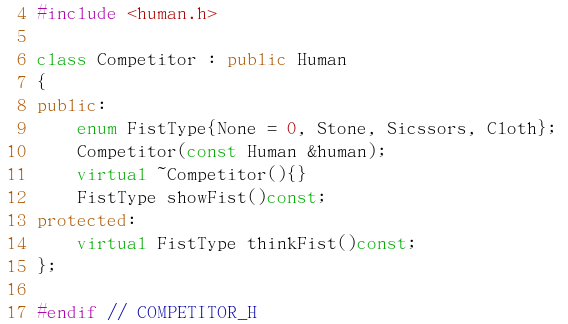 4 #include <human.h>
5
6 class Competitor : public Human
7 {
8 public:
9     enum FistType{None = 0, Stone, Sicssors, Cloth};
10     Competitor(const Human &human);
11     virtual ~Competitor(){}
12     FistType showFist()const;
13 protected:
14     virtual FistType thinkFist()const;
15 };
16
17 #endif // COMPETITOR_H